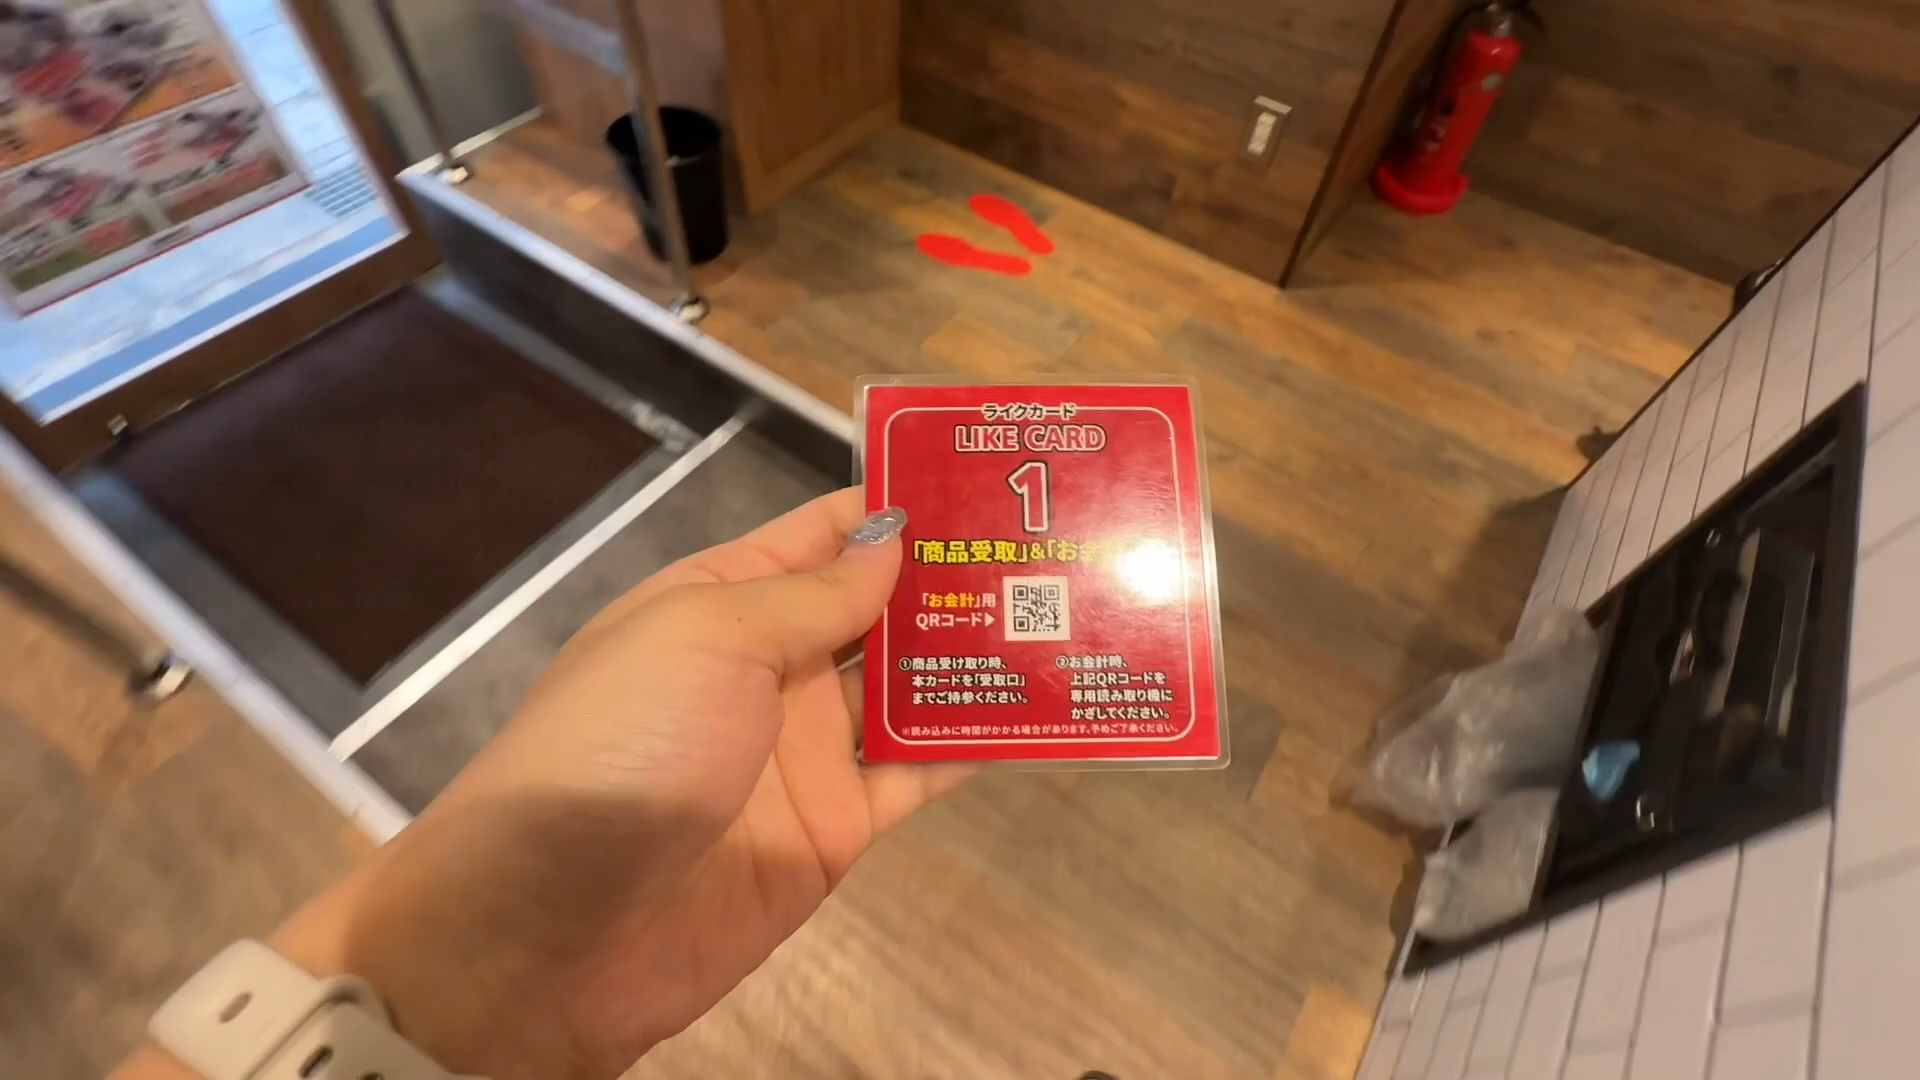 ライクカード
LIKE CARD
1
「商品受取」&「お会
「お会計」用
QRコード▶
①商品受け取り時、
本カードを「受取口」
までご持参ください。
②お会計時、
上記QRコードを
専用読み取り機に
かざしてください。
※読み込みに時間がかかる場合があります。予めご了承ください。